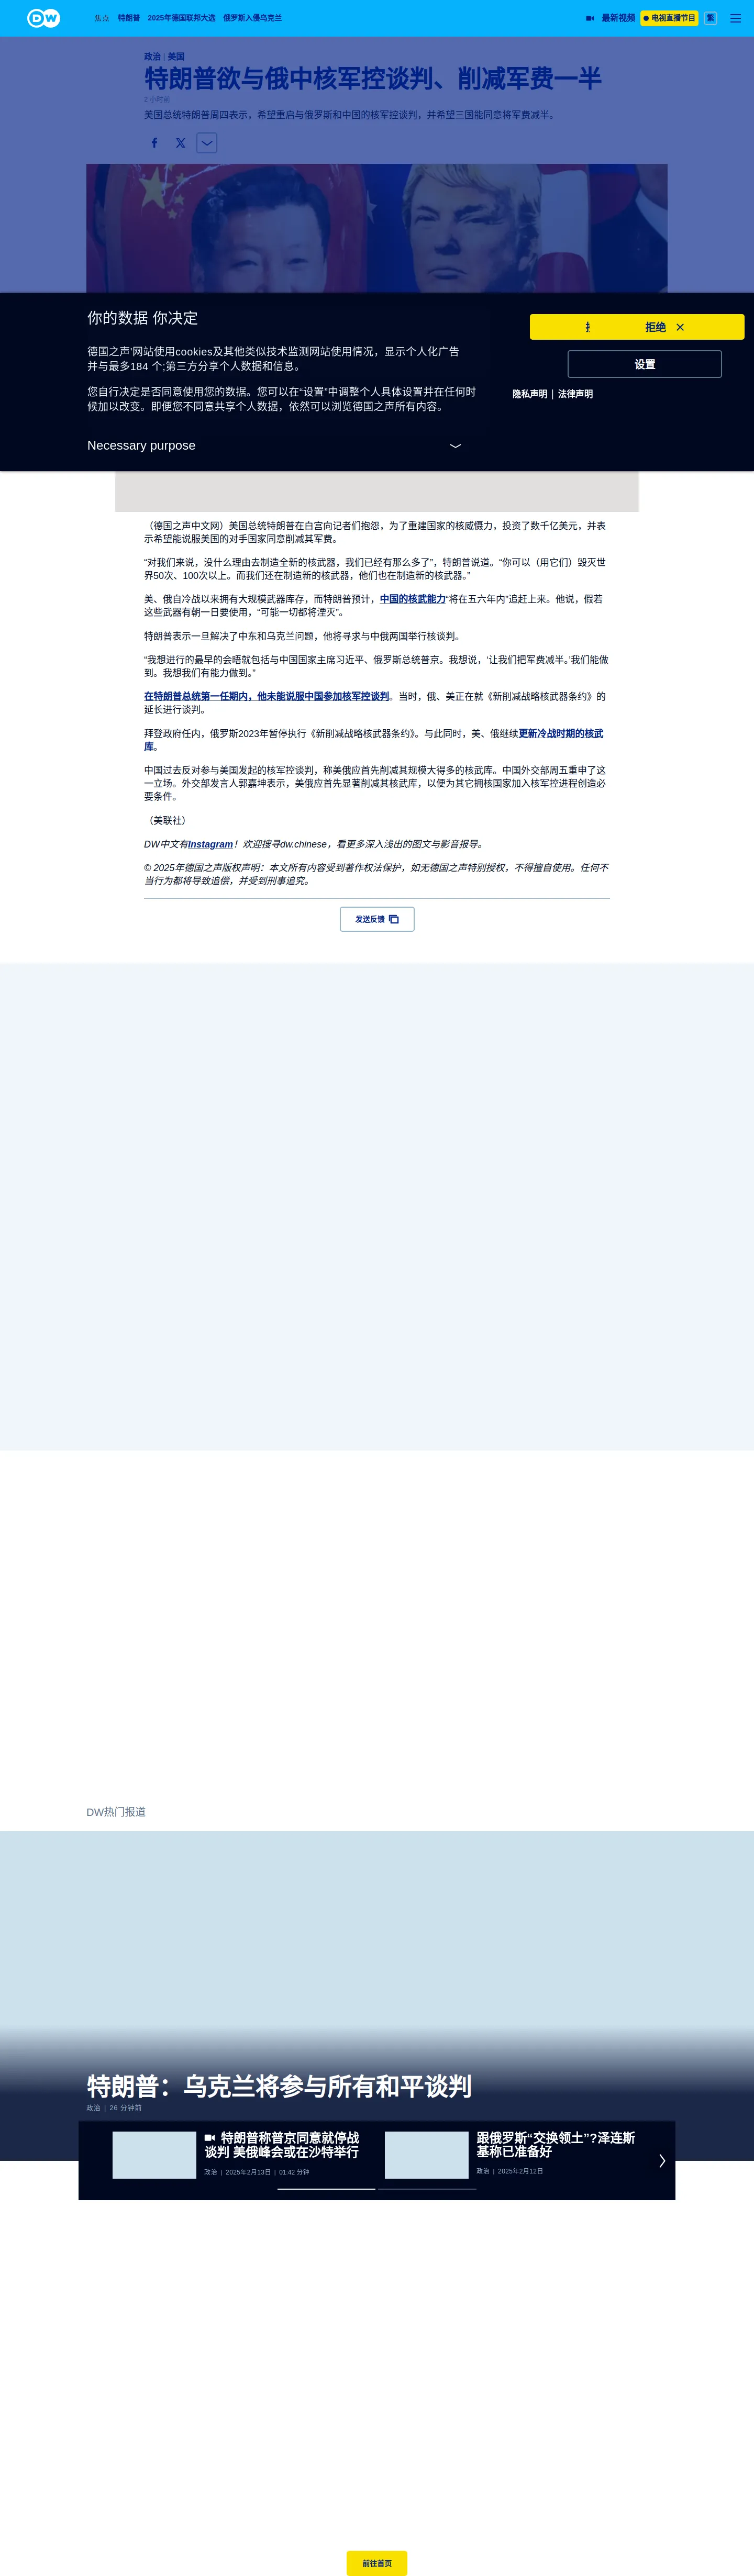 DW
焦点 特朗普 2025年德国联邦大选 俄罗斯入侵乌克兰
最新视频 电视直播节目 繁
政治 | 美国
特朗普欲与俄中核军控谈判、削减军费一半
2 小时前
美国总统特朗普周四表示，希望重启与俄罗斯和中国的核军控谈判，并希望三国能同意将军费减半。
你的数据 你决定
德国之声'网站使用cookies及其他类似技术监测网站使用情况，显示个人化广告
并与最多184 个;第三方分享个人数据和信息。
您自行决定是否同意使用您的数据。您可以在“设置”中调整个人具体设置并在任何时
候加以改变。即便您不同意共享个人数据，依然可以浏览德国之声所有内容。
Necessary purpose
拒绝
设置
隐私声明 | 法律声明
（德国之声中文网）美国总统特朗普在白宫向记者们抱怨，为了重建国家的核威慑力，投资了数千亿美元，并表
示希望能说服美国的对手国家同意削减其军费。
“对我们来说，没什么理由去制造全新的核武器，我们已经有那么多了”，特朗普说道。“你可以（用它们）毁灭世
界50次、100次以上。而我们还在制造新的核武器，他们也在制造新的核武器。”
美、俄自冷战以来拥有大规模武器库存，而特朗普预计，中国的核武能力“将在五六年内”追赶上来。他说，假若
这些武器有朝一日要使用，“可能一切都将湮灭”。
特朗普表示一旦解决了中东和乌克兰问题，他将寻求与中俄两国举行核谈判。
“我想进行的最早的会晤就包括与中国国家主席习近平、俄罗斯总统普京。我想说，‘让我们把军费减半。’我们能做
到。我想我们有能力做到。”
在特朗普总统第一任期内，他未能说服中国参加核军控谈判。当时，俄、美正在就《新削减战略核武器条约》的
延长进行谈判。
拜登政府任内，俄罗斯2023年暂停执行《新削减战略核武器条约》。与此同时，美、俄继续更新冷战时期的核武
库。
中国过去反对参与美国发起的核军控谈判，称美俄应首先削减其规模大得多的核武库。中国外交部周五重申了这
一立场。外交部发言人郭嘉坤表示，美俄应首先显著削减其核武库，以便为其它拥核国家加入核军控进程创造必
要条件。
（美联社）
DW中文有Instagram！欢迎搜寻dw.chinese，看更多深入浅出的图文与影音报导。
© 2025年德国之声版权声明：本文所有内容受到著作权法保护，如无德国之声特别授权，不得擅自使用。任何不
当行为都将导致追偿，并受到刑事追究。
发送反馈
DW热门报道
特朗普：乌克兰将参与所有和平谈判
政治 | 26 分钟前
特朗普称普京同意就停战
谈判 美俄峰会或在沙特举行
政治 | 2025年2月13日 | 01:42 分钟
跟俄罗斯“交换领土”?泽连斯
基称已准备好
政治 | 2025年2月12日
前往首页